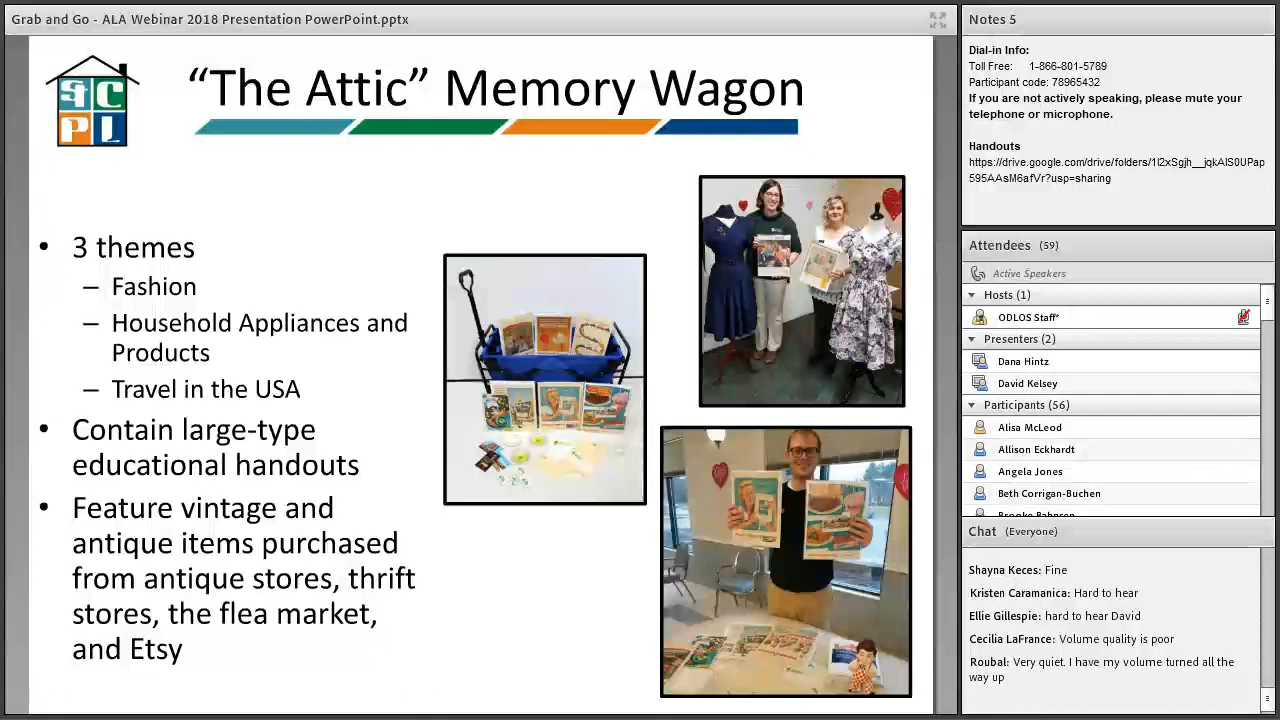 Grab and Go - ALA Webinar 2018 Presentation PowerPoint.pptx
SCPL
“The Attic” Memory Wagon
• 3 themes
– Fashion
– Household Appliances and
Products
– Travel in the USA
• Contain large-type
educational handouts
• Feature vintage and
antique items purchased
from antique stores, thrift
stores, the flea market,
and Etsy
Notes 5
Dial-in Info:
Toll Free: 1-866-801-5789
Participant code: 78965432
If you are not actively speaking, please mute your
telephone or microphone.
Handouts
https://drive.google.com/drive/folders/1I2xSgjh__jqkAlS0UPap
595AAsM6afVr?usp=sharing
Attendees (59)
Active Speakers
Hosts (1)
ODLOS Staff*
Presenters (2)
Dana Hintz
David Kelsey
Participants (56)
Alisa McLeod
Allison Eckhardt
Angela Jones
Beth Corrigan-Buchen
Chat (Everyone)
Shayna Keces: Fine
Kristen Caramanica: Hard to hear
Ellie Gillespie: hard to hear David
Cecilia LaFrance: Volume quality is poor
Roubal: Very quiet. I have my volume turned all the
way up